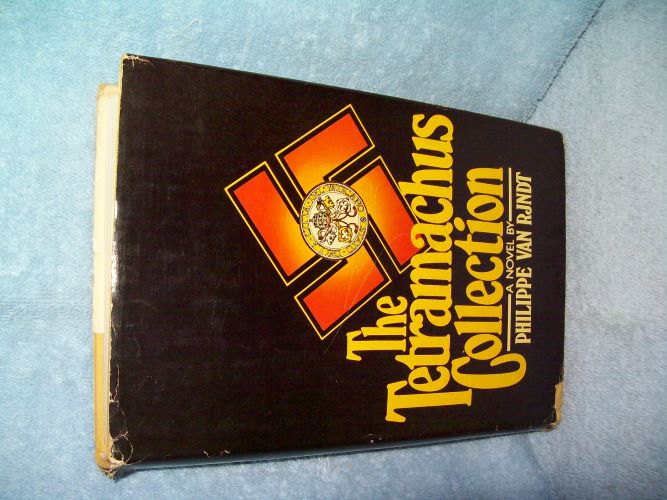 The
Tetramachus
Collection
A NOVEL BY
PHILIPPE VAN RJNDT